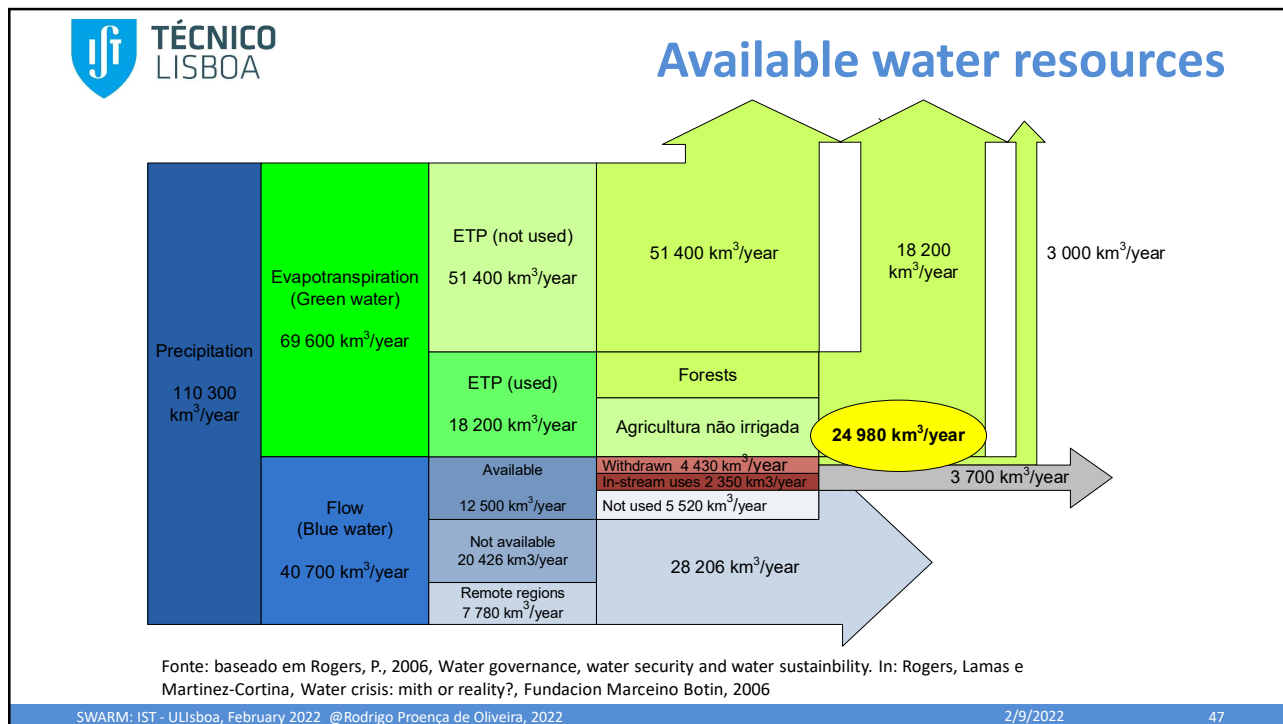 TÉCNICO
LISBOA
Available water resources
Precipitation
110 300
km³/year
Evapotranspiration
(Green water)
69 600 km³/year
Flow
(Blue water)
40 700 km³/year
ETP (not used)
51 400 km³/year
ETP (used)
18 200 km³/year
Available
12 500 km³/year
Not available
20 426 km3/year
Remote regions
7 780 km³/year
51 400 km³/year
Forests
Agricultura não irrigada
Withdrawn 4 430 km³/year
In-stream uses 2 350 km3/year
Not used 5 520 km³/year
28 206 km³/year
18 200
km³/year
3 000 km³/year
24 980 km³/year
3 700 km³/year
Fonte: baseado em Rogers, P., 2006, Water governance, water security and water sustainbility. In: Rogers, Lamas e
Martinez-Cortina, Water crisis: mith or reality?, Fundacion Marceino Botin, 2006
SWARM: IST - ULIsboa, February 2022 @Rodrigo Proença de Oliveira, 2022
2/9/2022
47